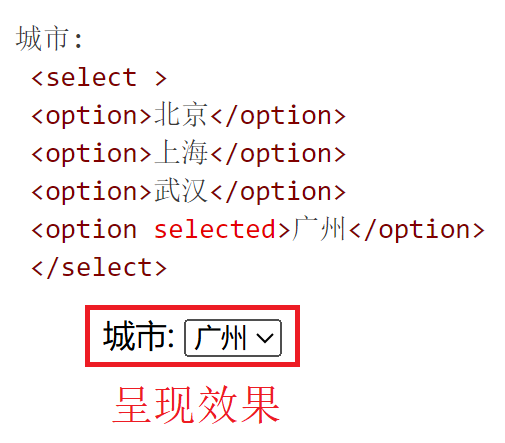 城市:
<select >
<option>北京</option>
<option>上海</option>
<option>武汉</option>
<option selected>广州</option>
</select>
城市: 广州
呈现效果